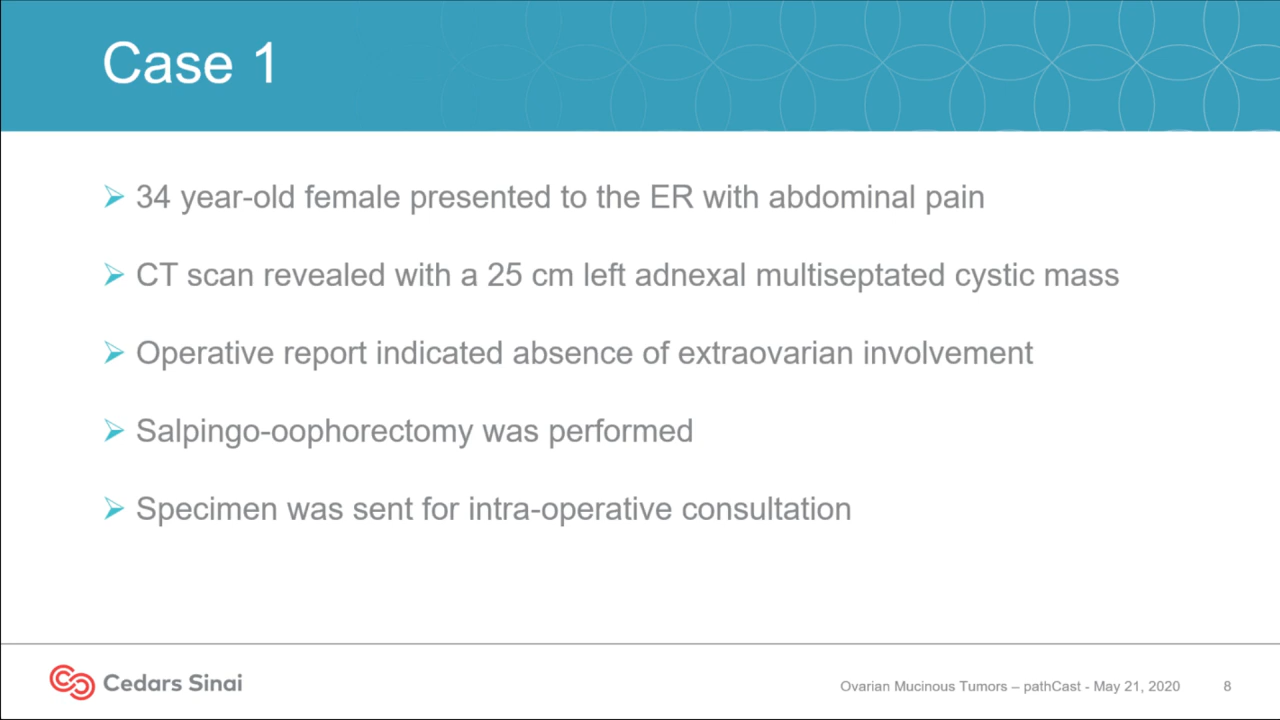 Case 1
34 year-old female presented to the ER with abdominal pain
CT scan revealed with a 25 cm left adnexal multiseptated cystic mass
Operative report indicated absence of extraovarian involvement
Salpingo-oophorectomy was performed
Specimen was sent for intra-operative consultation
Cedars Sinai
Ovarian Mucinous Tumors – pathCast - May 21, 2020 8